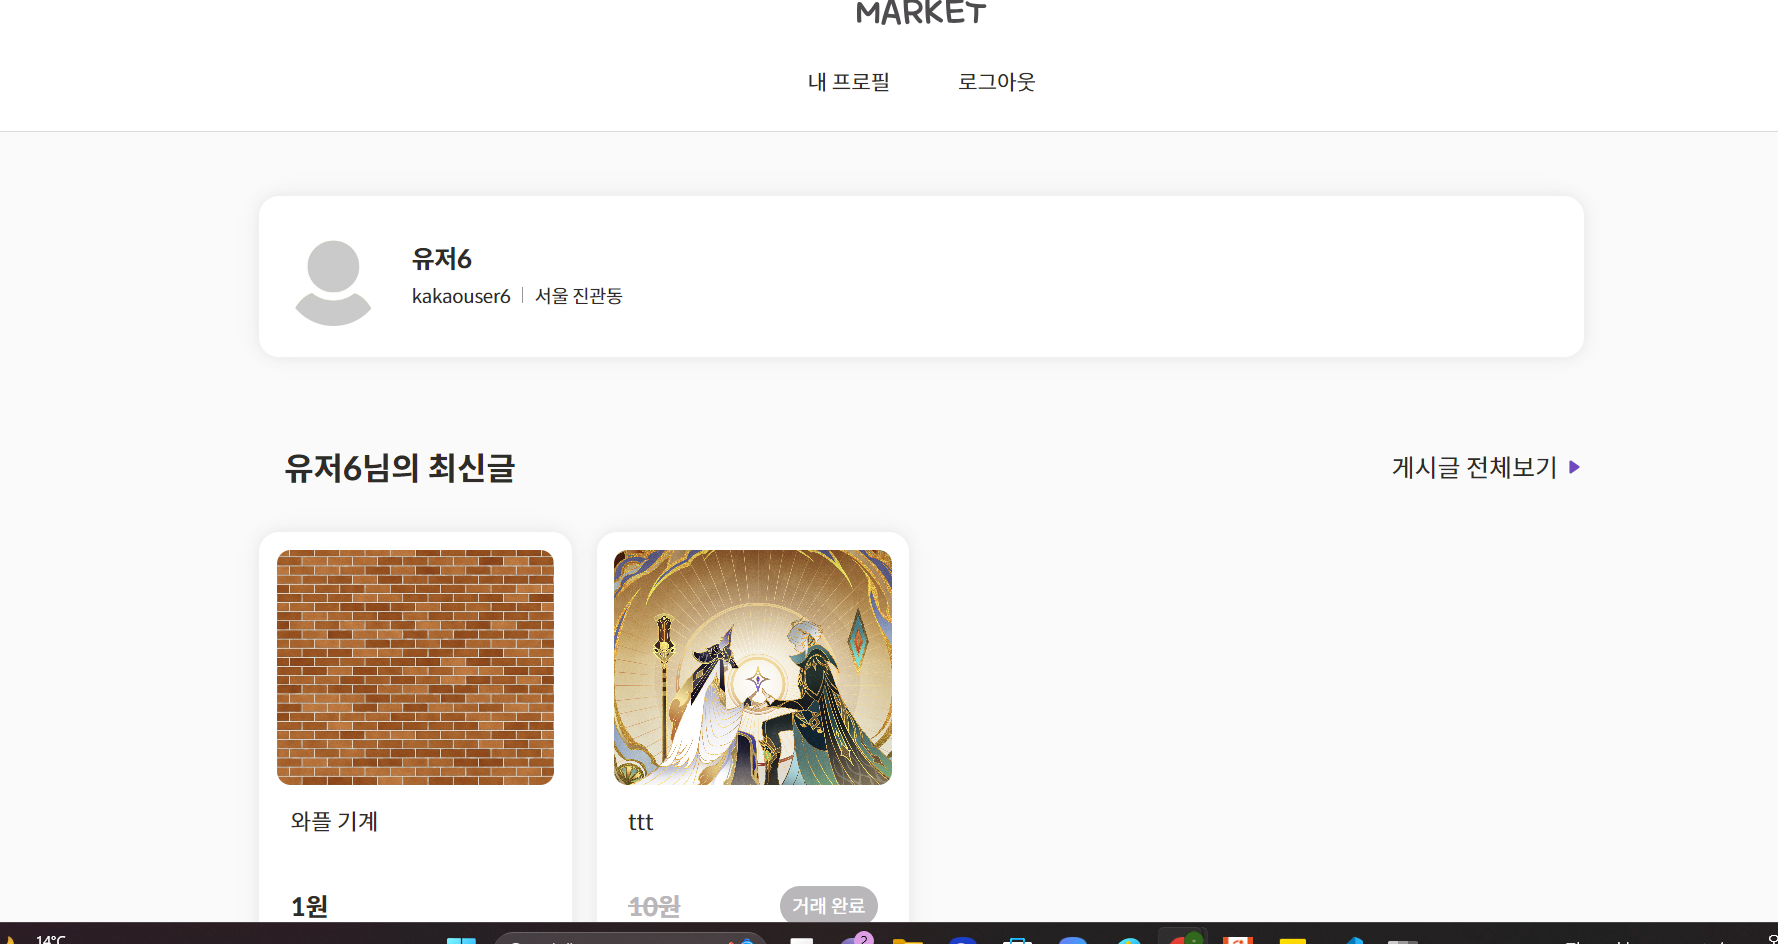 MARKET
내 프로필 로그아웃
유저6
kakaouser6 | 서울 진관동
유저6님의 최신글
게시글 전체보기
와플 기계
ttt
1원
10원
거래 완료
14°C
2